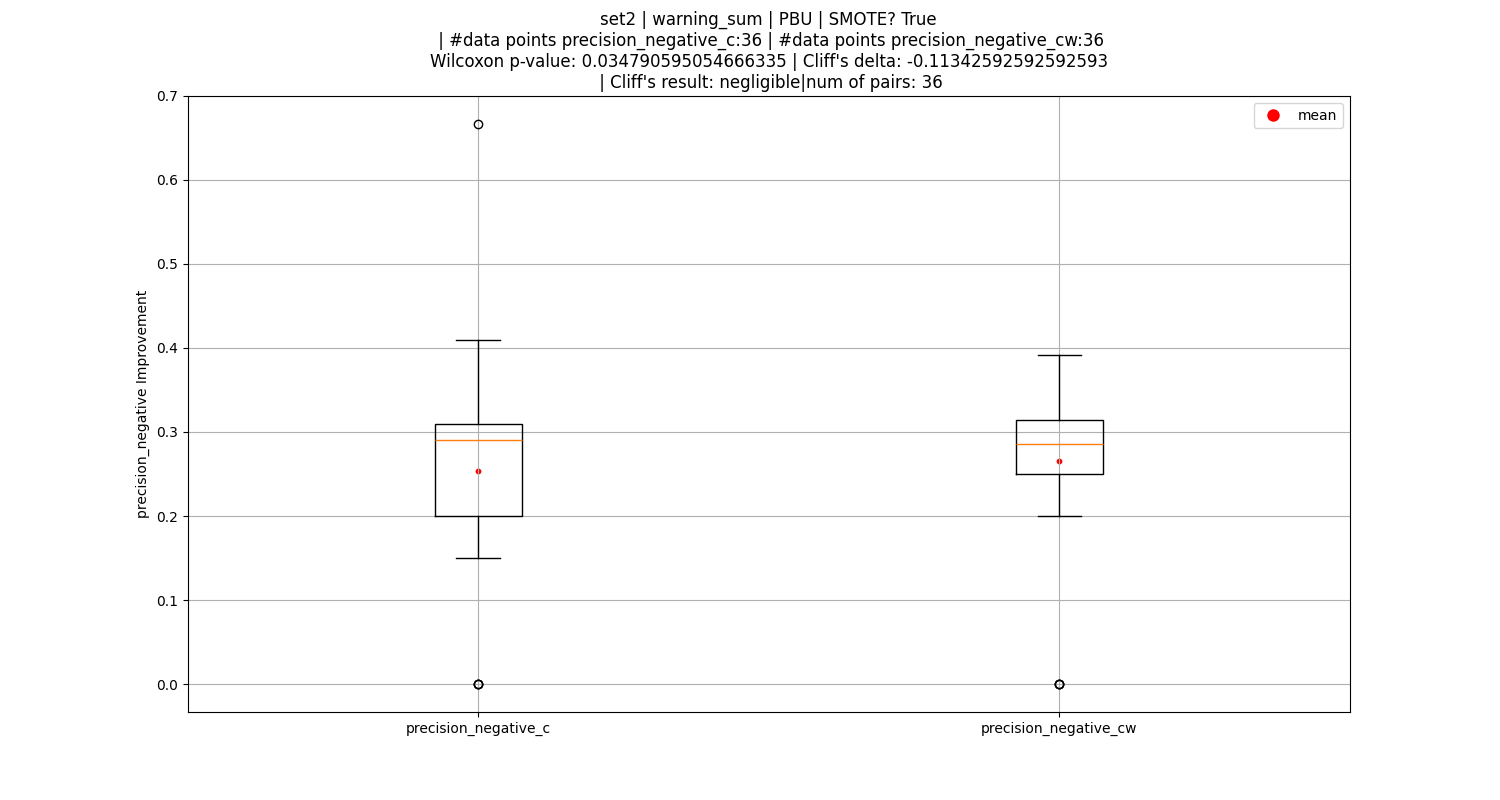 set2 | warning_sum | PBU | SMOTE? True
| #data points precision_negative_c:36 | #data points precision_negative_cw:36
Wilcoxon p-value: 0.034790595054666335 | Cliff's delta: -0.11342592592592593
| Cliff's result: negligible|num of pairs: 36
mean
precision_negative Improvement
0.7
0.6
0.5
0.4
0.3
0.2
0.1
0.0
precision_negative_c
precision_negative_cw